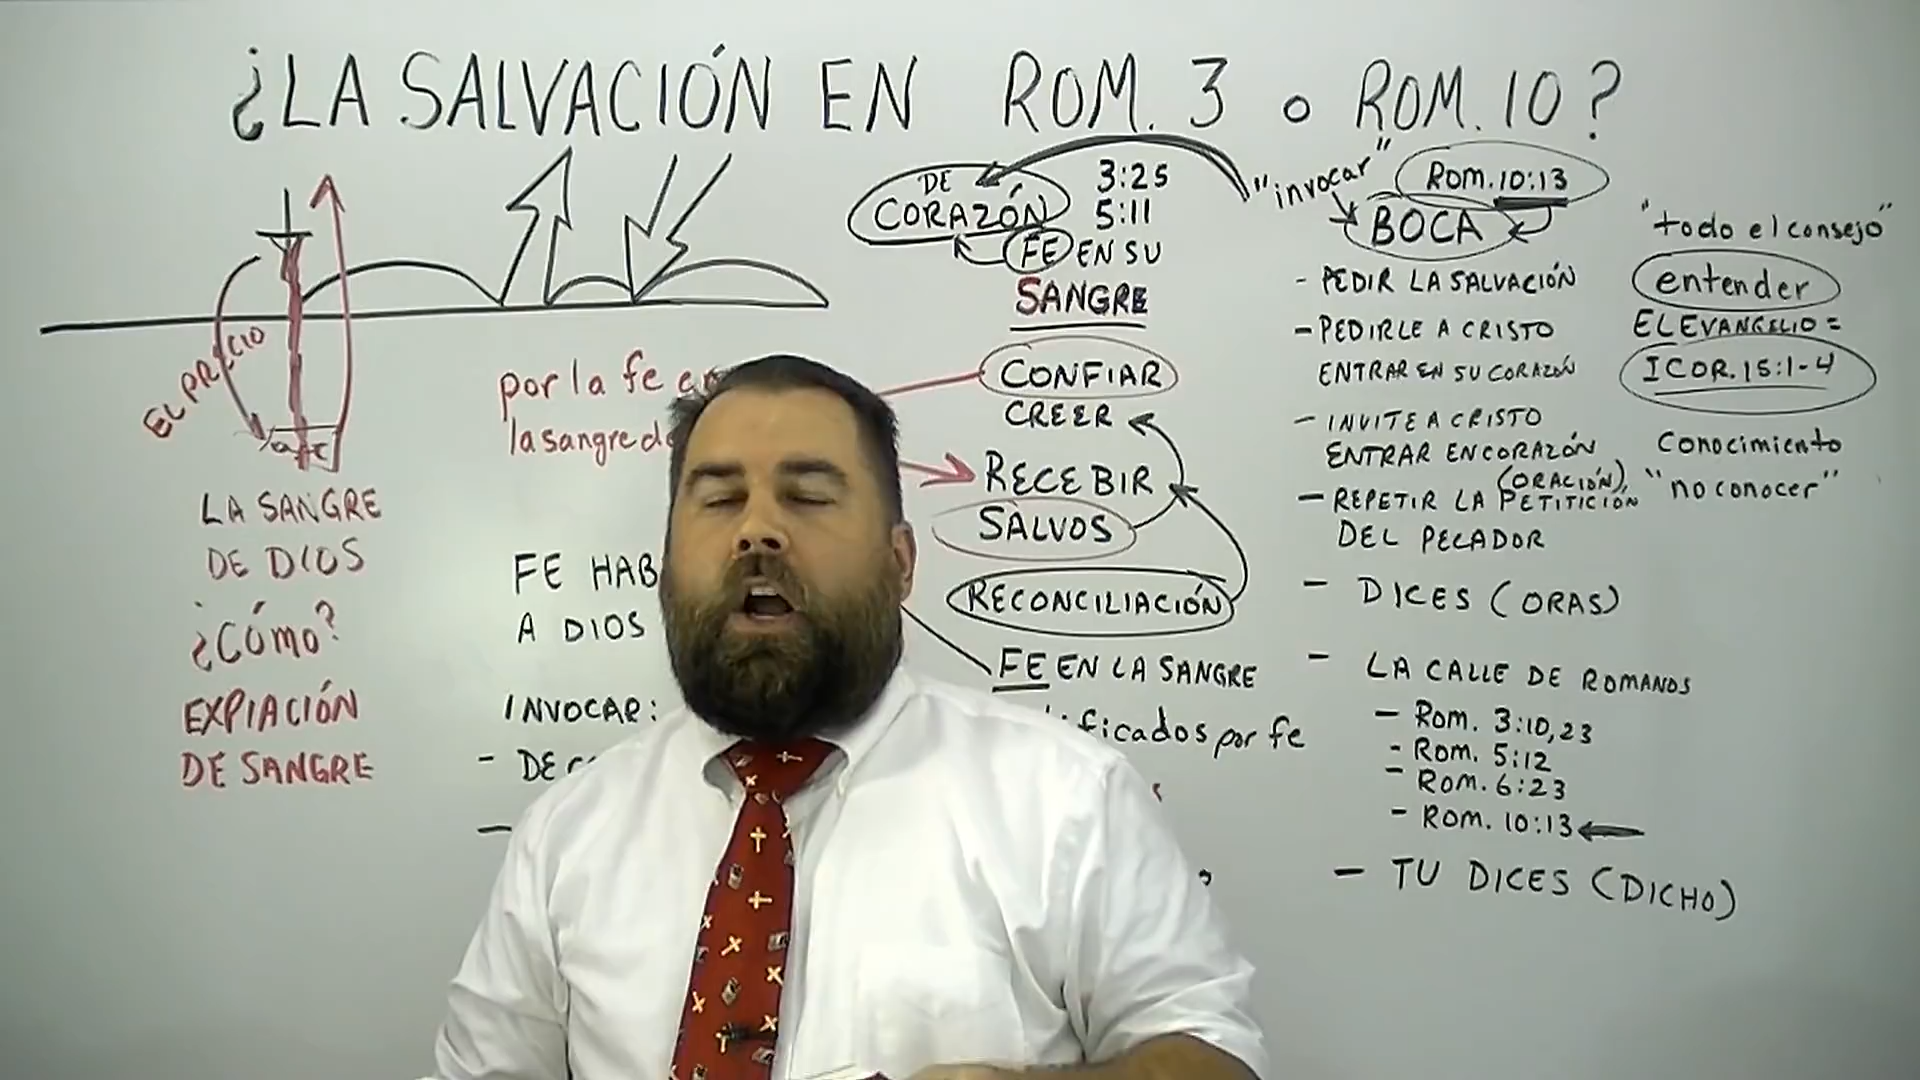 ¿LA SALVACIÓN EN ROM. 3 o ROM. 10?
EL PRECIO
LA SANGRE
DE DIOS
¿CÓMO?
EXPIACIÓN
DE SANGRE
por la fe en
la sangre de
FE HAB
A DIOS
INVOCAR:
- DE
DE 3:25
CORAZÓN 5:11
FE EN SU
SANGRE
CONFIAR
CREER
RECEBIR
SALVOS
RECONCILIACIÓN
FE EN LA SANGRE
ficados por fe
"invocar" Rom. 10:13
BOCA
- PEDIR LA SALVACIÓN
- PEDIRLE A CRISTO
ENTRAR EN SU CORAZÓN
- INVITE A CRISTO
ENTRAR EN CORAZÓN
(ORACIÓN),
- REPETIR LA PETITICIÓN
DEL PECADOR
- DICES (ORAS)
- LA CALLE DE ROMANOS
- Rom. 3:10,23
- Rom. 5:12
- Rom. 6:23
- Rom. 10:13
- TU DICES (DICHO)
"todo el consejo"
entender
EL EVANGELIO =
I COR. 15:1-4
Conocimiento
"no conocer"